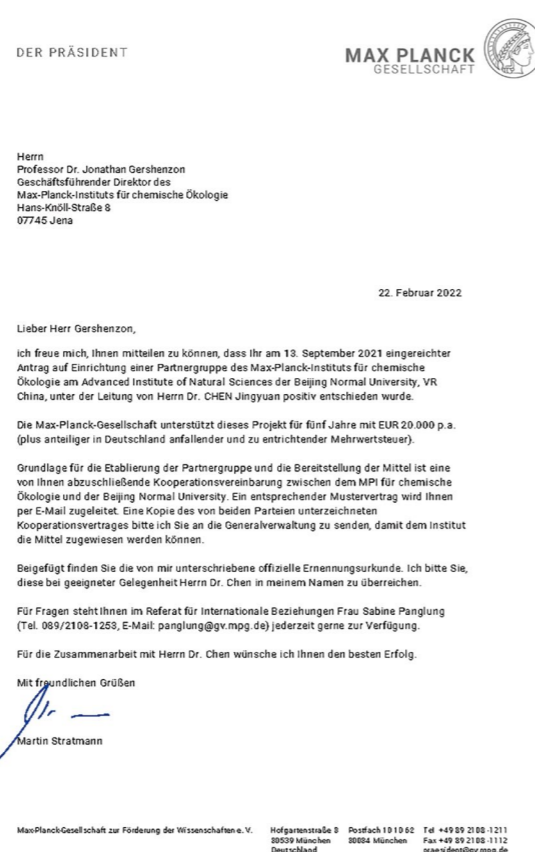 DER PRÄSIDENT
MAX PLANCK
GESELLSCHAFT
Herrn
Professor Dr. Jonathan Gershenzon
Geschäftsführender Direktor des
Max-Planck-Instituts für chemische Ökologie
Hans-Knöll-Straße 8
07745 Jena
22. Februar 2022
Lieber Herr Gershenzon,
ich freue mich, Ihnen mitteilen zu können, dass Ihr am 13. September 2021 eingereichter
Antrag auf Einrichtung einer Partnergruppe des Max-Planck-Instituts für chemische
Ökologie am Advanced Institute of Natural Sciences der Beijing Normal University, VR
China, unter der Leitung von Herrn Dr. CHEN Jingyuan positiv entschieden wurde.
Die Max-Planck-Gesellschaft unterstützt dieses Projekt für fünf Jahre mit EUR 20.000 p.a.
(plus anteiliger in Deutschland anfallender und zu entrichtender Mehrwertsteuer).
Grundlage für die Etablierung der Partnergruppe und die Bereitstellung der Mittel ist eine
von Ihnen abzuschließende Kooperationsvereinbarung zwischen dem MPI für chemische
Ökologie und der Beijing Normal University. Ein entsprechender Mustervertrag wird Ihnen
per E-Mail zugeleitet. Eine Kopie des von beiden Parteien unterzeichneten
Kooperationsvertrages bitte ich Sie an die Generalverwaltung zu senden, damit dem Institut
die Mittel zugewiesen werden können.
Beigefügt finden Sie die von mir unterschriebene offizielle Ernennungsurkunde. Ich bitte Sie,
diese bei geeigneter Gelegenheit Herrn Dr. Chen in meinem Namen zu überreichen.
Für Fragen steht Ihnen im Referat für Internationale Beziehungen Frau Sabine Panglung
(Tel. 089/2108-1253, E-Mail: panglung@gv.mpg.de) jederzeit gerne zur Verfügung.
Für die Zusammenarbeit mit Herrn Dr. Chen wünsche ich Ihnen den besten Erfolg.
Mit freundlichen Grüßen
Martin Stratmann
Max-Planck-Gesellschaft zur Förderung der Wissenschaften e. V. Hofgartenstraße 8 Postfach 10 10 62 Tel +49 89 2108-1211
80539 München 80084 München Fax +49 89 2108-1112
Deutschland praesident@gv.mpg.de